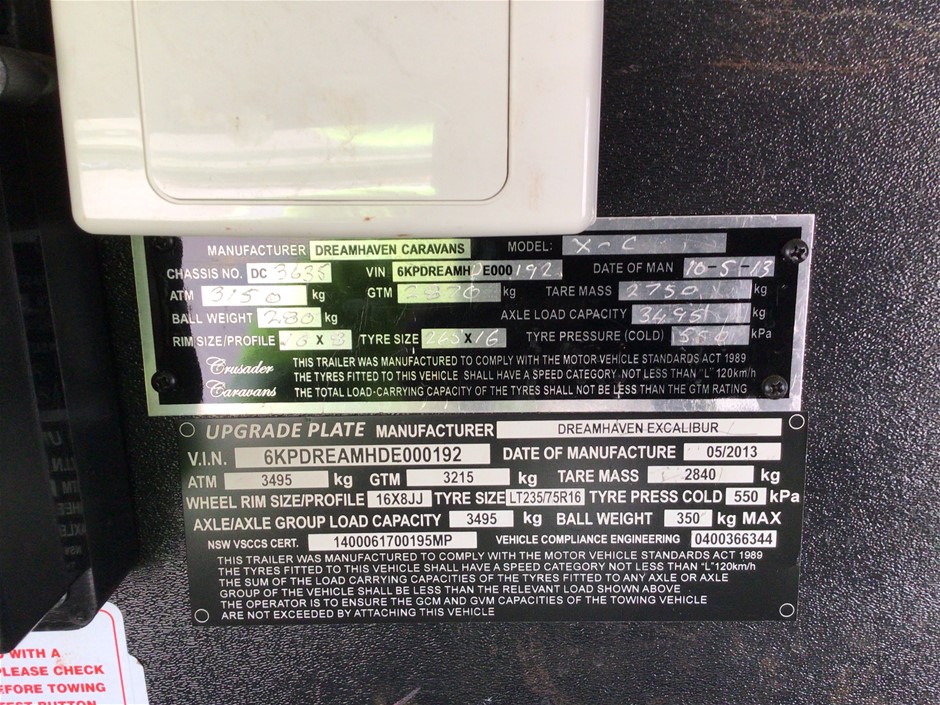 MANUFACTURER DREAMHAVEN CARAVANS MODEL: X-C
CHASSIS NO. DC 3635 VIN 6KPDREAMHDE000192 DATE OF MAN 10-5-13
ATM 3150 kg GTM 2870 kg TARE MASS 2750 kg
BALL WEIGHT 280 kg AXLE LOAD CAPACITY 3495 kg
RIM SIZE/PROFILE 16 X 8 TYRE SIZE 265 X 16 TYRE PRESSURE (COLD) 550 kPa
Crusader Caravans
THIS TRAILER WAS MANUFACTURED TO COMPLY WITH THE MOTOR VEHICLE STANDARDS ACT 1989
THE TYRES FITTED TO THIS VEHICLE SHALL HAVE A SPEED CATEGORY NOT LESS THAN "L" 120km/h
THE TOTAL LOAD-CARRYING CAPACITY OF THE TYRES SHALL NOT BE LESS THAN THE GTM RATING
UPGRADE PLATE MANUFACTURER DREAMHAVEN EXCALIBUR
V.I.N. 6KPDREAMHDE000192 DATE OF MANUFACTURE 05/2013
ATM 3495 kg GTM 3215 kg TARE MASS 2840 kg
WHEEL RIM SIZE/PROFILE 16X8JJ TYRE SIZE LT235/75R16 TYRE PRESS COLD 550 kPa
AXLE/AXLE GROUP LOAD CAPACITY 3495 kg BALL WEIGHT 350 kg MAX
NSW VSCCS CERT. 1400061700195MP VEHICLE COMPLIANCE ENGINEERING 0400366344
THIS TRAILER WAS MANUFACTURED TO COMPLY WITH THE MOTOR VEHICLE STANDARDS ACT 1989
THE TYRES FITTED TO THIS VEHICLE SHALL HAVE A SPEED CATEGORY NOT LESS THAN "L"120km/h
THE SUM OF THE LOAD CARRYING CAPACITIES OF THE TYRES FITTED TO ANY AXLE OR AXLE
GROUP OF THE VEHICLE SHALL BE LESS THAN THE RELEVANT LOAD SHOWN ABOVE
THE OPERATOR IS TO ENSURE THE GCM AND GVM CAPACITIES OF THE TOWING VEHICLE
ARE NOT EXCEEDED BY ATTACHING THIS VEHICLE
WITH A
PLEASE CHECK
BEFORE TOWING
TEST BUTTON